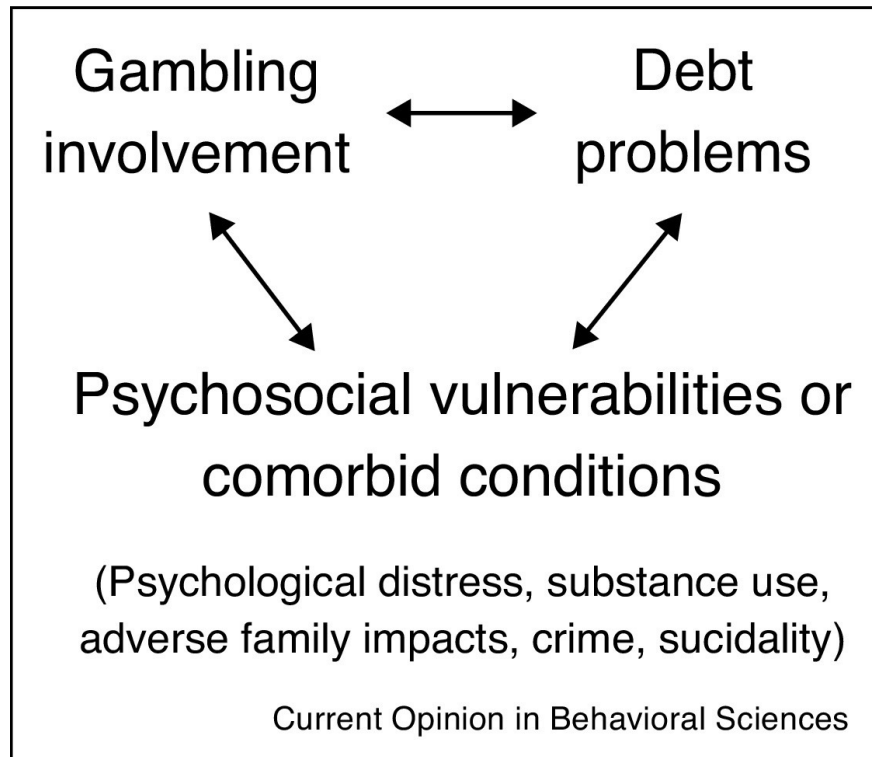 Gambling
involvement
Debt
problems
Psychosocial vulnerabilities or
comorbid conditions
(Psychological distress, substance use,
adverse family impacts, crime, sucidality)
Current Opinion in Behavioral Sciences